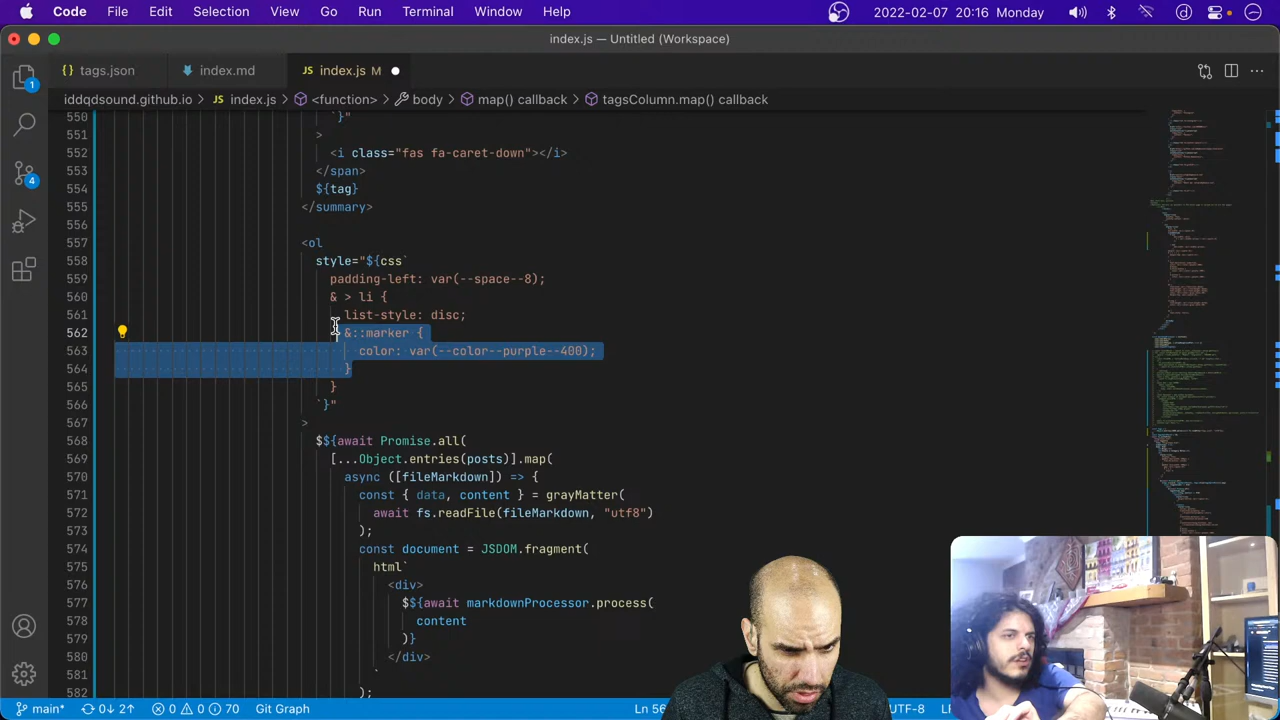 Code File Edit Selection View Go Run Terminal Window Help 2022-02-07 20:16 Monday
index.js — Untitled (Workspace)
tags.json index.md JS index.js M
iddqdsound.github.io > JS index.js > <function> > body > map() callback > tagsColumn.map() callback
550 `}"
551 >
552 <i class="fas fa-caret-down"></i>
553 </span>
554 ${tag}
555 </summary>
556
557 <ol
558 style="${css`
559 padding-left: var(--space--8);
560 & > li {
561 list-style: disc;
562 &::marker {
563 color: var(--color--purple--400);
564 }
565 }
566 `}"
567 >
568 $${await Promise.all(
569 [...Object.entries(posts)].map(
570 async ([fileMarkdown]) => {
571 const { data, content } = grayMatter(
572 await fs.readFile(fileMarkdown, "utf8")
573 );
574 const document = JSDOM.fragment(
575 html`
576 <div>
577 $${await markdownProcessor.process(
578 content
579 )}
580 </div>
581 `
582 );
1
4
main* 0↓ 2↑ 0 0 70 Git Graph Ln 56 UTF-8